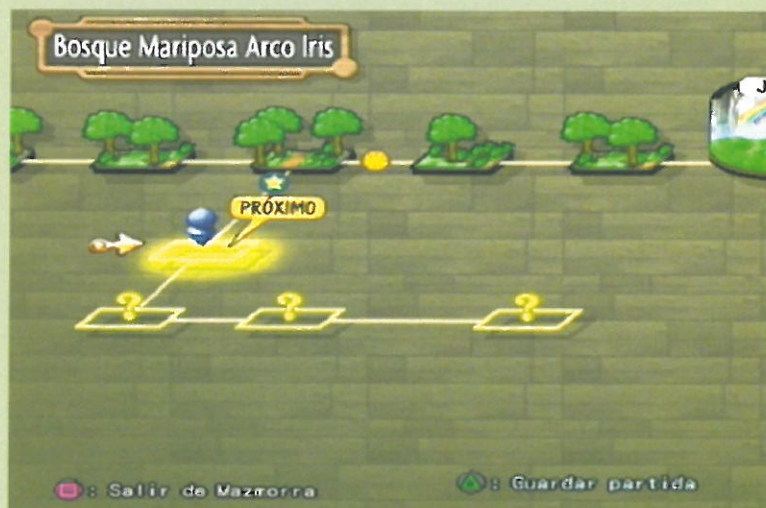 Bosque Mariposa Arco Iris
PRÓXIMO
?
?
?
: Salir de Mazmorra
: Guardar partida